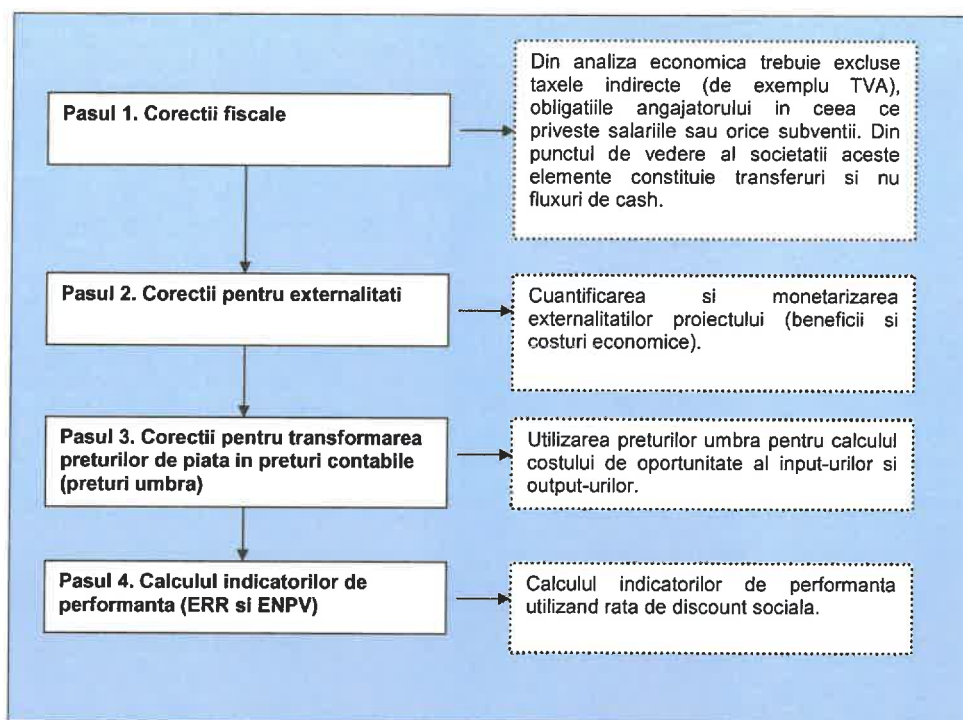 Pasul 1. Corectii fiscale
Din analiza economica trebuie excluse
taxele indirecte (de exemplu TVA),
obligatiile angajatorului in ceea ce
priveste salariile sau orice subventii. Din
punctul de vedere al societatii aceste
elemente constituie transferuri si nu
fluxuri de cash.
Pasul 2. Corectii pentru externalitati
Cuantificarea si monetarizarea
externalitatilor proiectului (beneficii si
costuri economice).
Pasul 3. Corectii pentru transformarea
preturilor de piata in preturi contabile
(preturi umbra)
Utilizarea preturilor umbra pentru calculul
costului de oportunitate al input-urilor si
output-urilor.
Pasul 4. Calculul indicatorilor de
performanta (ERR si ENPV)
Calculul indicatorilor de performanta
utilizand rata de discount sociala.